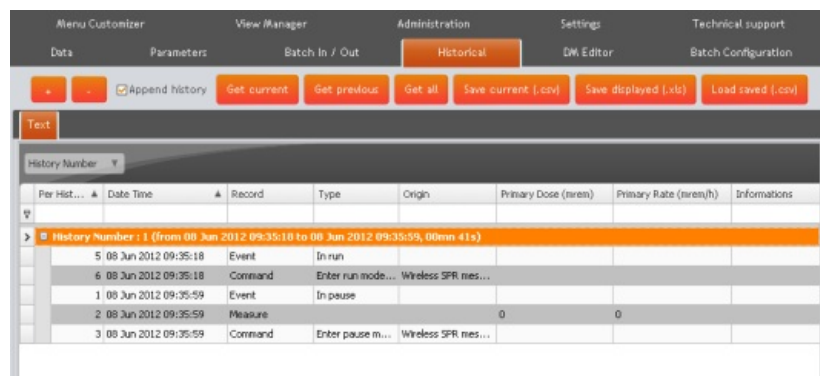 Menu Customizer View Manager Administration Settings Technical support
Data Parameters Batch In / Out Historical DM Editor Batch Configuration
+ - Append history Get current Get previous Get all Save current (.csv) Save displayed (.xls) Load saved (.csv)
Text
History Number
Per Hist... Date Time Record Type Origin Primary Dose (mrem) Primary Rate (mrem/h) Informations
History Number : 1 (from 08 Jun 2012 09:35:18 to 08 Jun 2012 09:35:59, 00mn 41s)
5 08 Jun 2012 09:35:18 Event In run
6 08 Jun 2012 09:35:18 Command Enter run mode... Wireless SPR mes...
1 08 Jun 2012 09:35:59 Event In pause
2 08 Jun 2012 09:35:59 Measure 0 0
3 08 Jun 2012 09:35:59 Command Enter pause m... Wireless SPR mes...